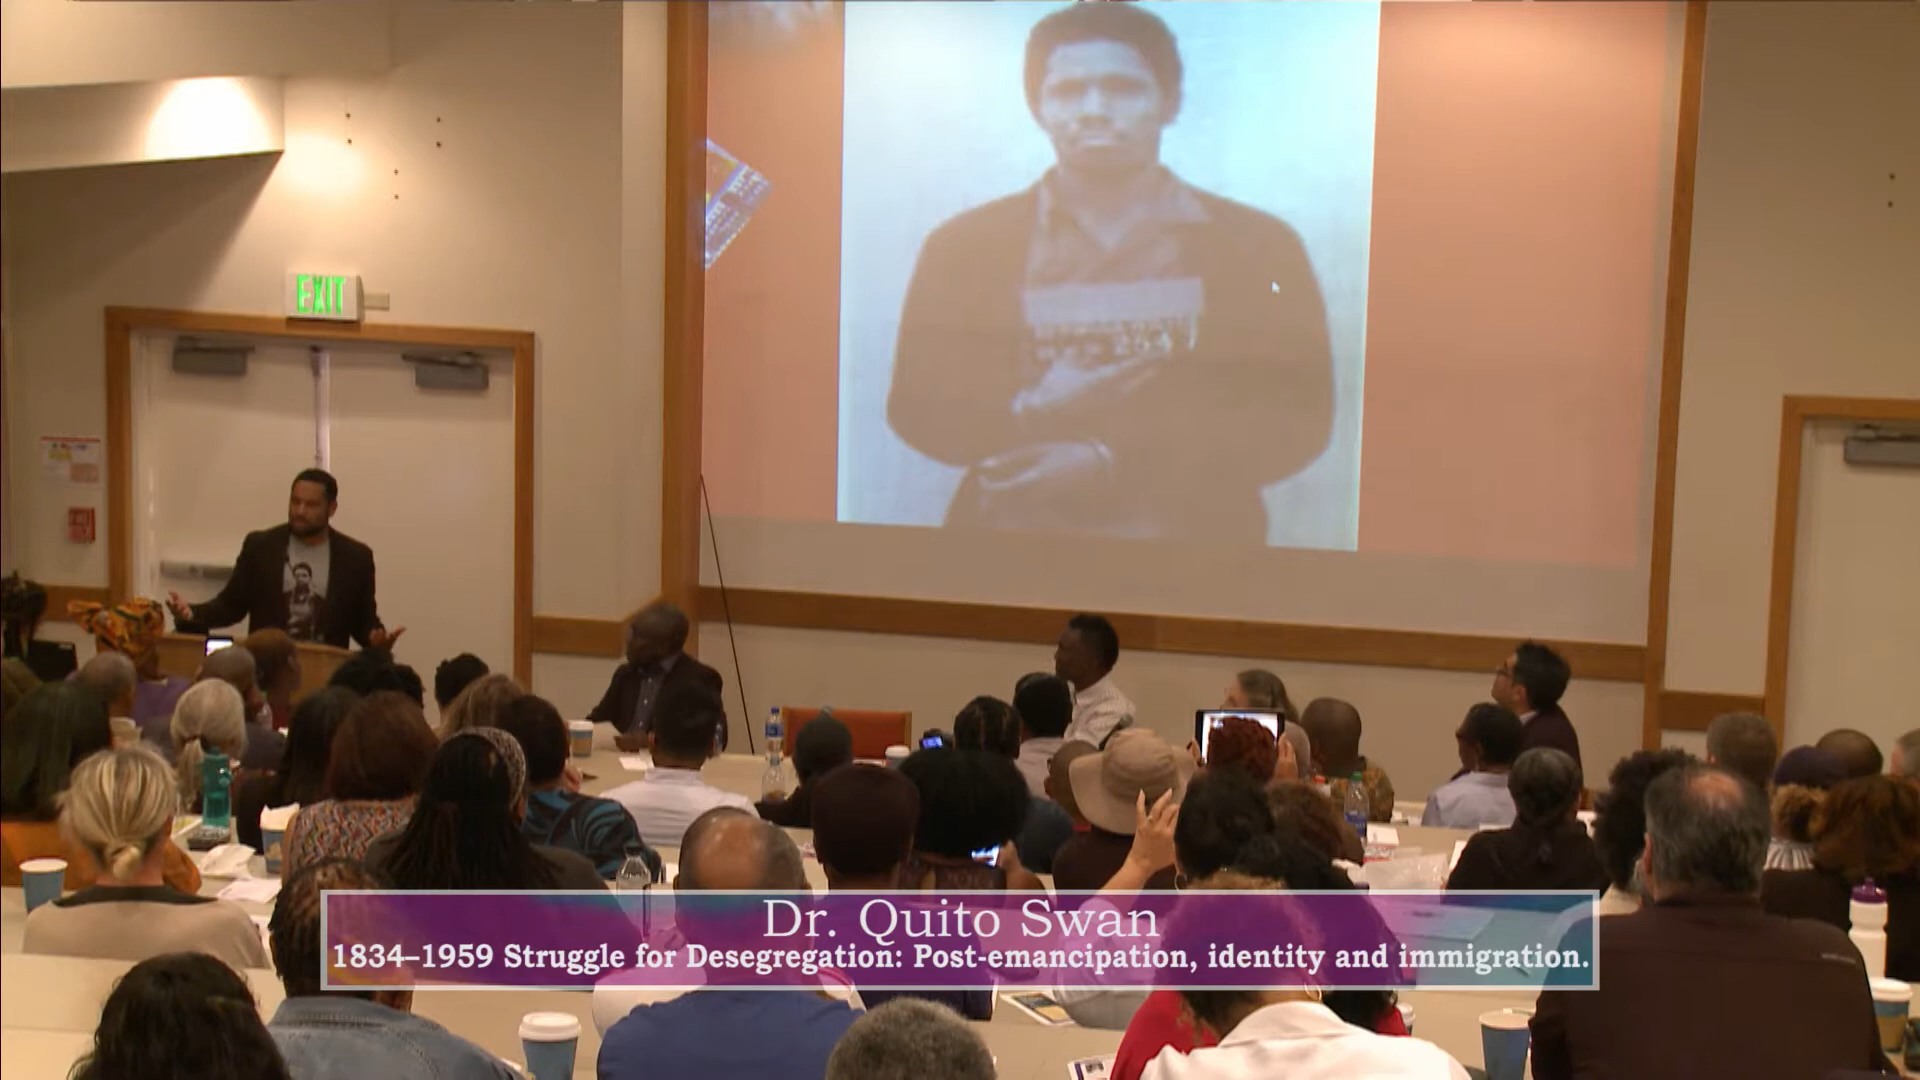 EXIT
Dr. Quito Swan
1834–1959 Struggle for Desegregation: Post-emancipation, identity and immigration.